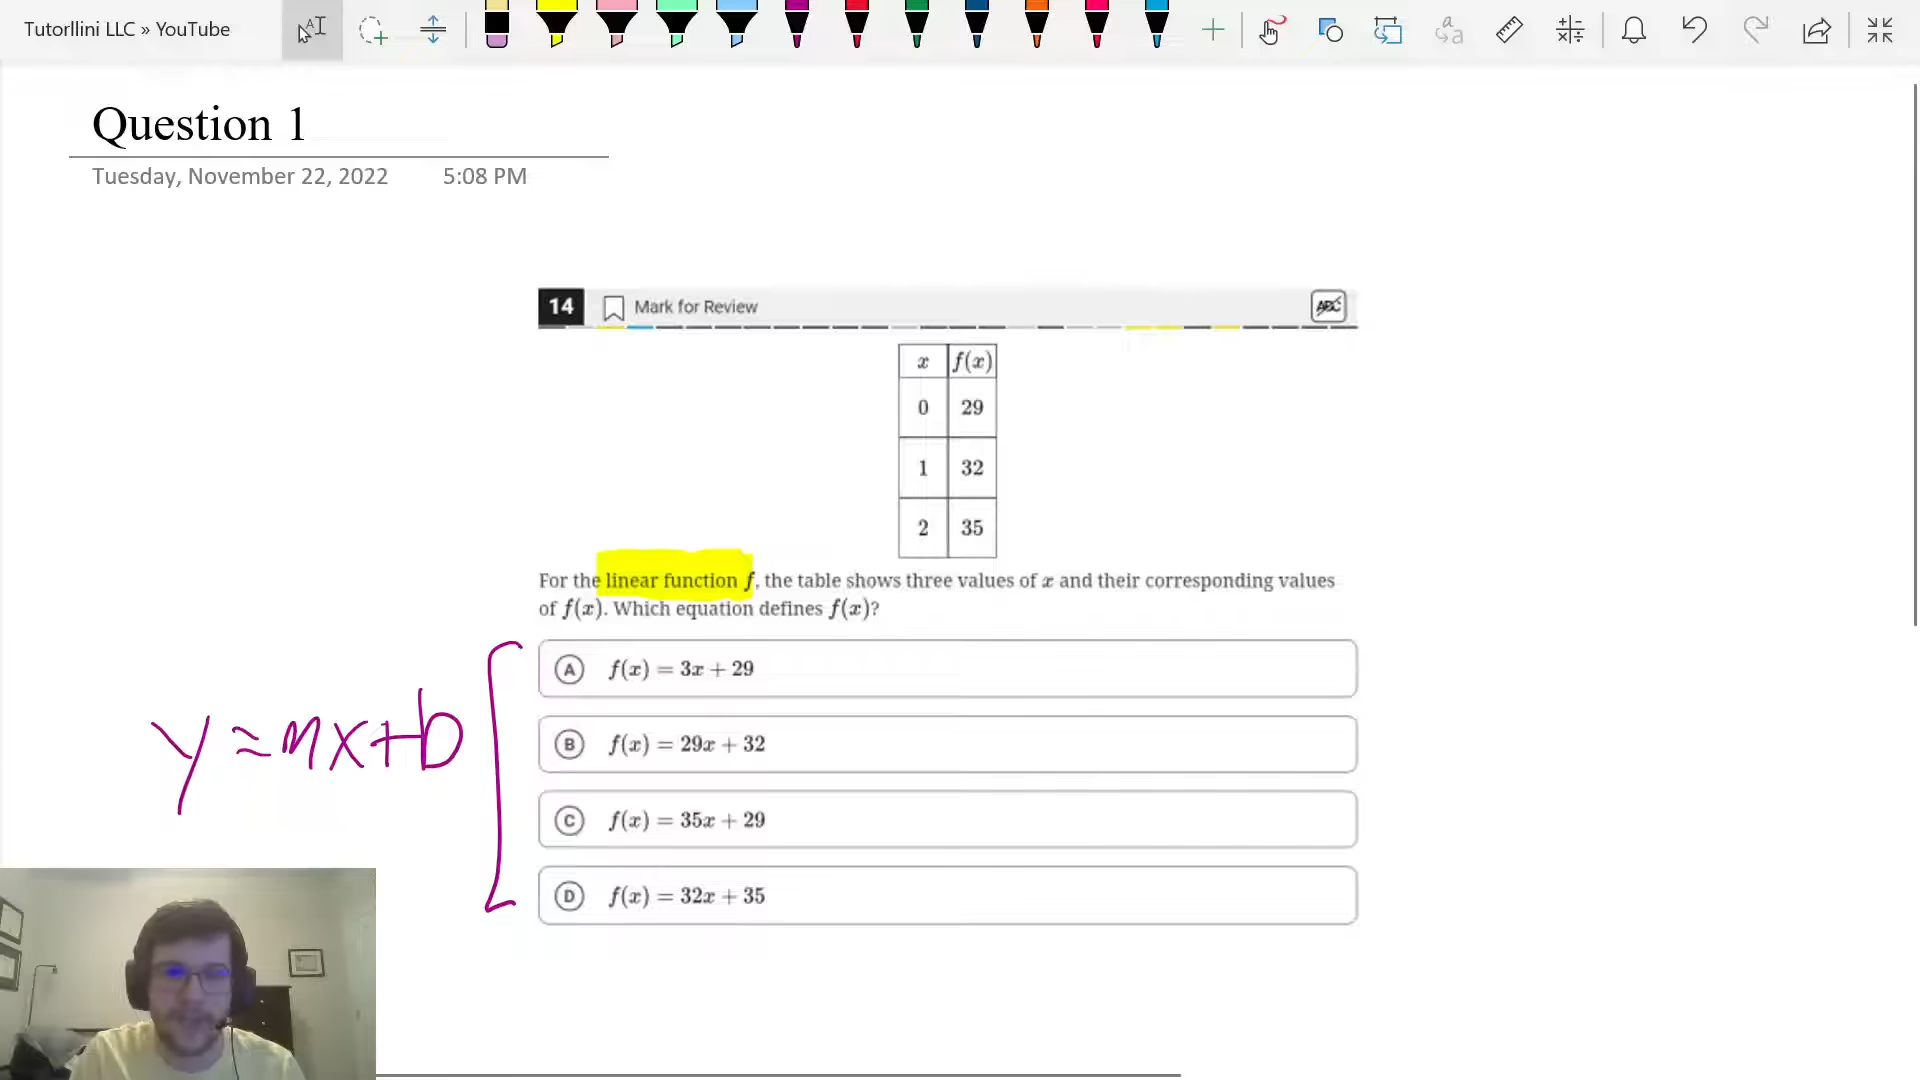 Tutorllini LLC » YouTube
Question 1
Tuesday, November 22, 2022 5:08 PM
14 Mark for Review ABC
x f(x)
0 29
1 32
2 35
For the linear function f, the table shows three values of x and their corresponding values
of f(x). Which equation defines f(x)?
A f(x) = 3x + 29
y = mx+b
B f(x) = 29x + 32
C f(x) = 35x + 29
D f(x) = 32x + 35